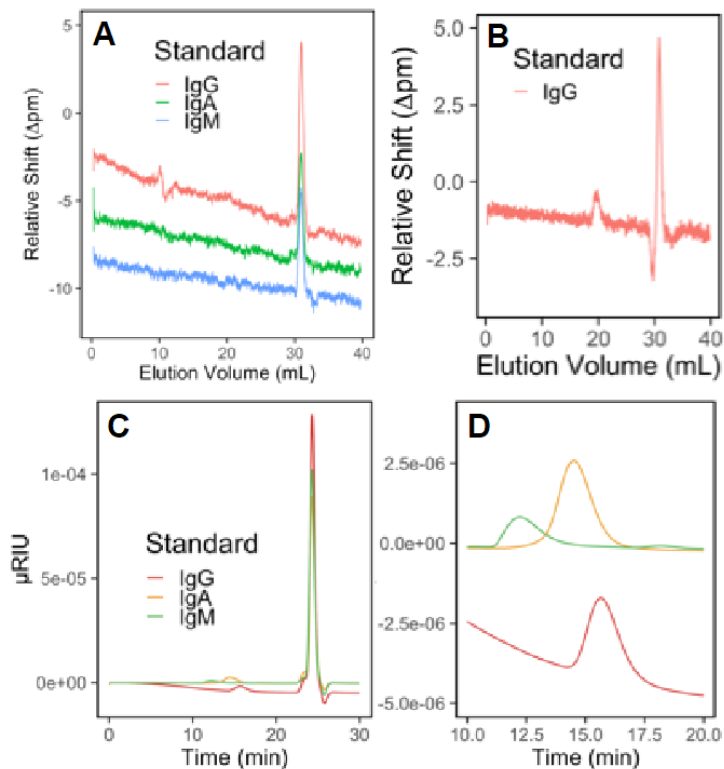 A
Standard
IgG
IgA
IgM
5
0
-5
-10
Relative Shift (Δpm)
0
10
20
30
40
Elution Volume (mL)
B
Standard
IgG
5.0
2.5
0.0
-2.5
Relative Shift (Δpm)
0
10
20
30
40
Elution Volume (mL)
C
Standard
IgG
IgA
IgM
1e-04
5e-05
0e+00
µRIU
0
10
20
30
Time (min)
D
2.5e-06
0.0e+00
-2.5e-06
-5.0e-06
10.0
12.5
15.0
17.5
20.0
Time (min)